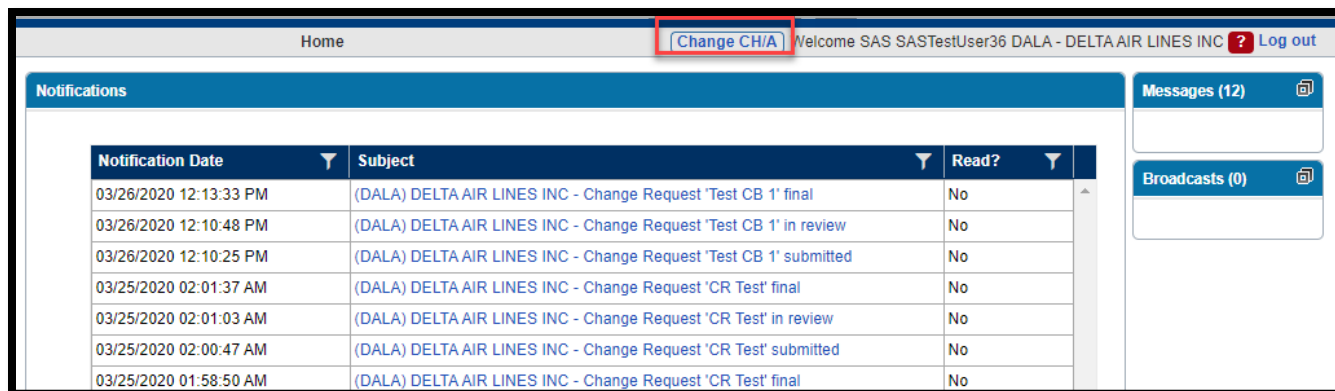 Home Change CH/A Welcome SAS SASTestUser36 DALA - DELTA AIR LINES INC ? Log out
Notifications
Notification Date Subject Read?
03/26/2020 12:13:33 PM (DALA) DELTA AIR LINES INC - Change Request 'Test CB 1' final No
03/26/2020 12:10:48 PM (DALA) DELTA AIR LINES INC - Change Request 'Test CB 1' in review No
03/26/2020 12:10:25 PM (DALA) DELTA AIR LINES INC - Change Request 'Test CB 1' submitted No
03/25/2020 02:01:37 AM (DALA) DELTA AIR LINES INC - Change Request 'CR Test' final No
03/25/2020 02:01:03 AM (DALA) DELTA AIR LINES INC - Change Request 'CR Test' in review No
03/25/2020 02:00:47 AM (DALA) DELTA AIR LINES INC - Change Request 'CR Test' submitted No
03/25/2020 01:58:50 AM (DALA) DELTA AIR LINES INC - Change Request 'CR Test' final No
Messages (12)
Broadcasts (0)